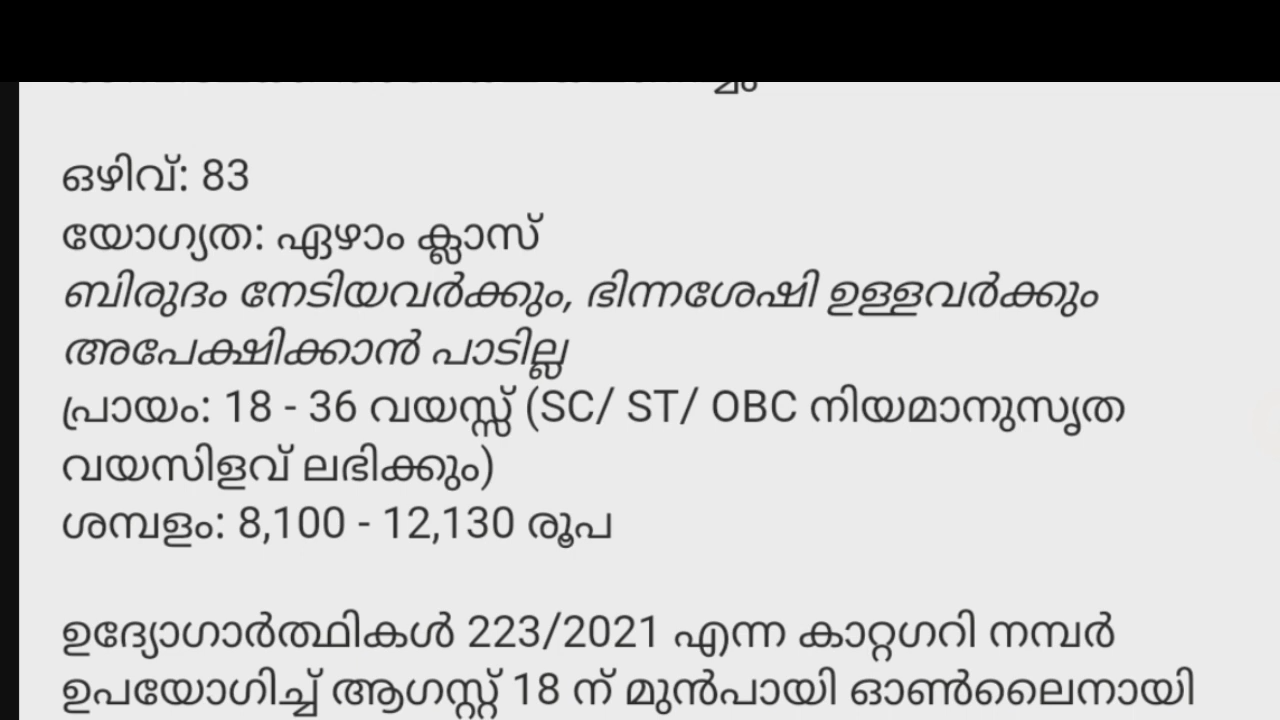 ഒഴിവ്: 83
യോഗ്യത: ഏഴാം ക്ലാസ്
ബിരുദം നേടിയവർക്കും, ഭിന്നശേഷി ഉള്ളവർക്കും
അപേക്ഷിക്കാൻ പാടില്ല
പ്രായം: 18 - 36 വയസ്സ് (SC/ ST/ OBC നിയമാനുസൃത
വയസിളവ് ലഭിക്കും)
ശമ്പളം: 8,100 - 12,130 രൂപ
ഉദ്യോഗാർത്ഥികൾ 223/2021 എന്ന കാറ്റഗറി നമ്പർ
ഉപയോഗിച്ച് ആഗസ്റ്റ് 18 ന് മുൻപായി ഓൺലൈനായി